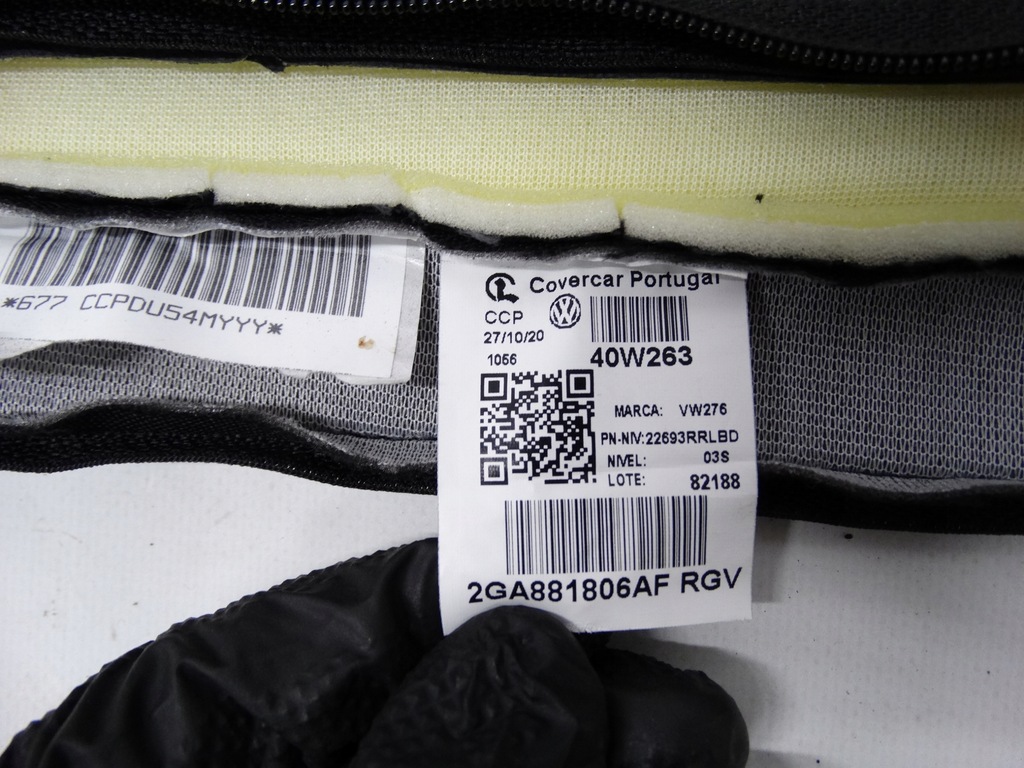 *677 CCPDU54MYYY*
Covercar Portugal
CCP
27/10/20
1056
40W263
MARCA: VW276
PN-NIV:22693RRLBD
NIVEL: 03S
LOTE: 82188
2GA881806AF RGV